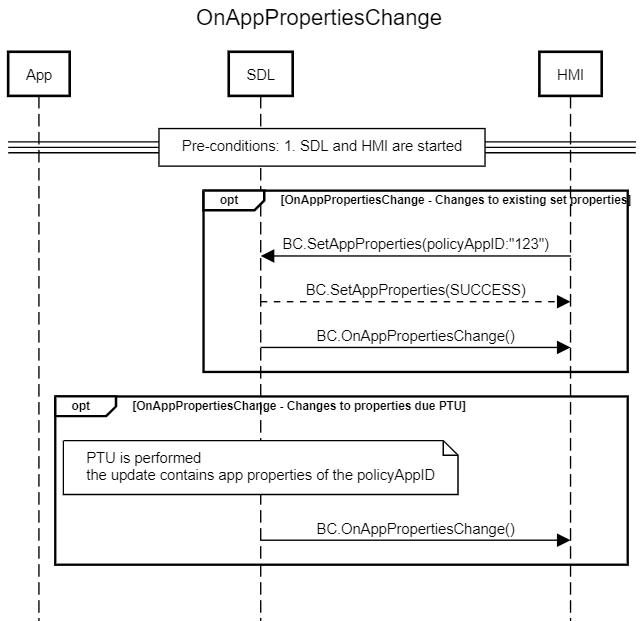 OnAppPropertiesChange
App
SDL
HMI
Pre-conditions: 1. SDL and HMI are started
opt
[OnAppPropertiesChange - Changes to existing set properties]
BC.SetAppProperties(policyAppID:"123")
BC.SetAppProperties(SUCCESS)
BC.OnAppPropertiesChange()
opt
[OnAppPropertiesChange - Changes to properties due PTU]
PTU is performed
the update contains app properties of the policyAppID
BC.OnAppPropertiesChange()